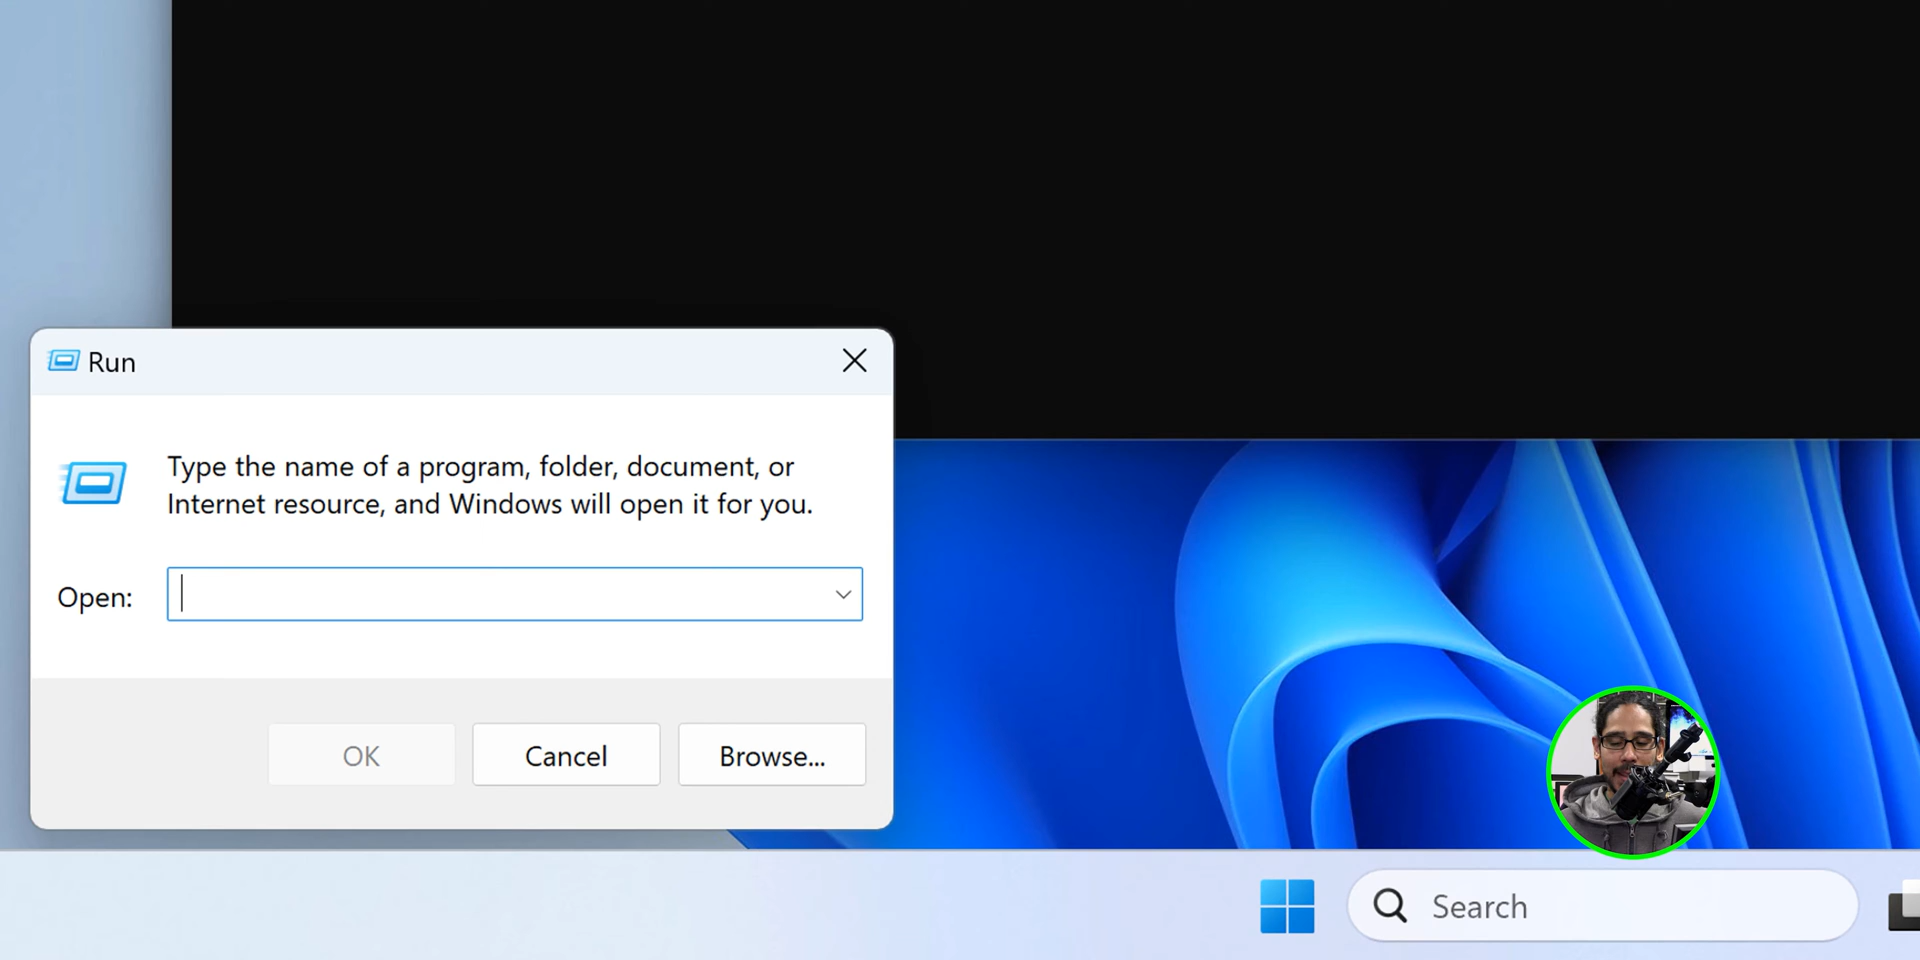 Run
Type the name of a program, folder, document, or
Internet resource, and Windows will open it for you.
Open:
OK
Cancel
Browse...
Search